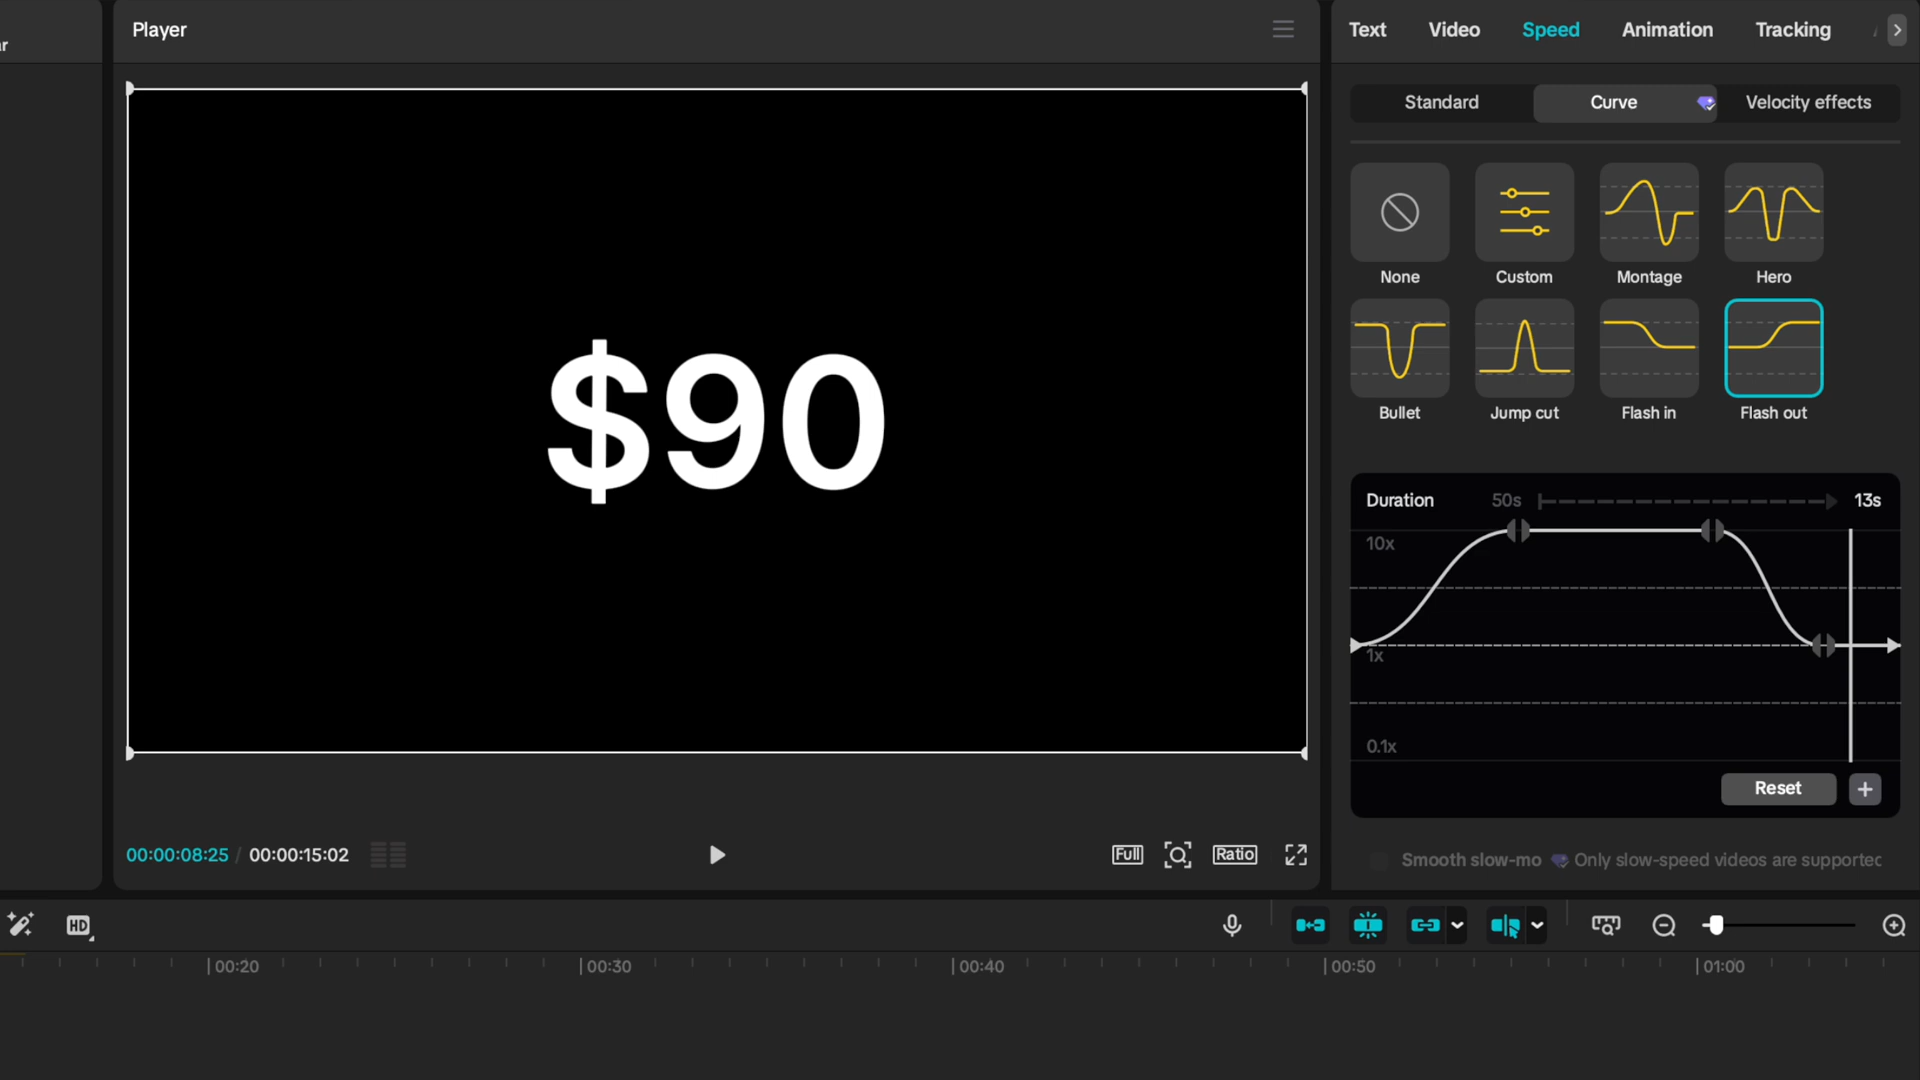 Player
Text
Video
Speed
Animation
Tracking
Standard
Curve
Velocity effects
None
Custom
Montage
Hero
Bullet
Jump cut
Flash in
Flash out
$90
Duration
50s
13s
10x
1x
0.1x
Reset
00:00:08:25 / 00:00:15:02
Full
Ratio
Smooth slow-mo
Only slow-speed videos are supported
HD
00:20
00:30
00:40
00:50
01:00